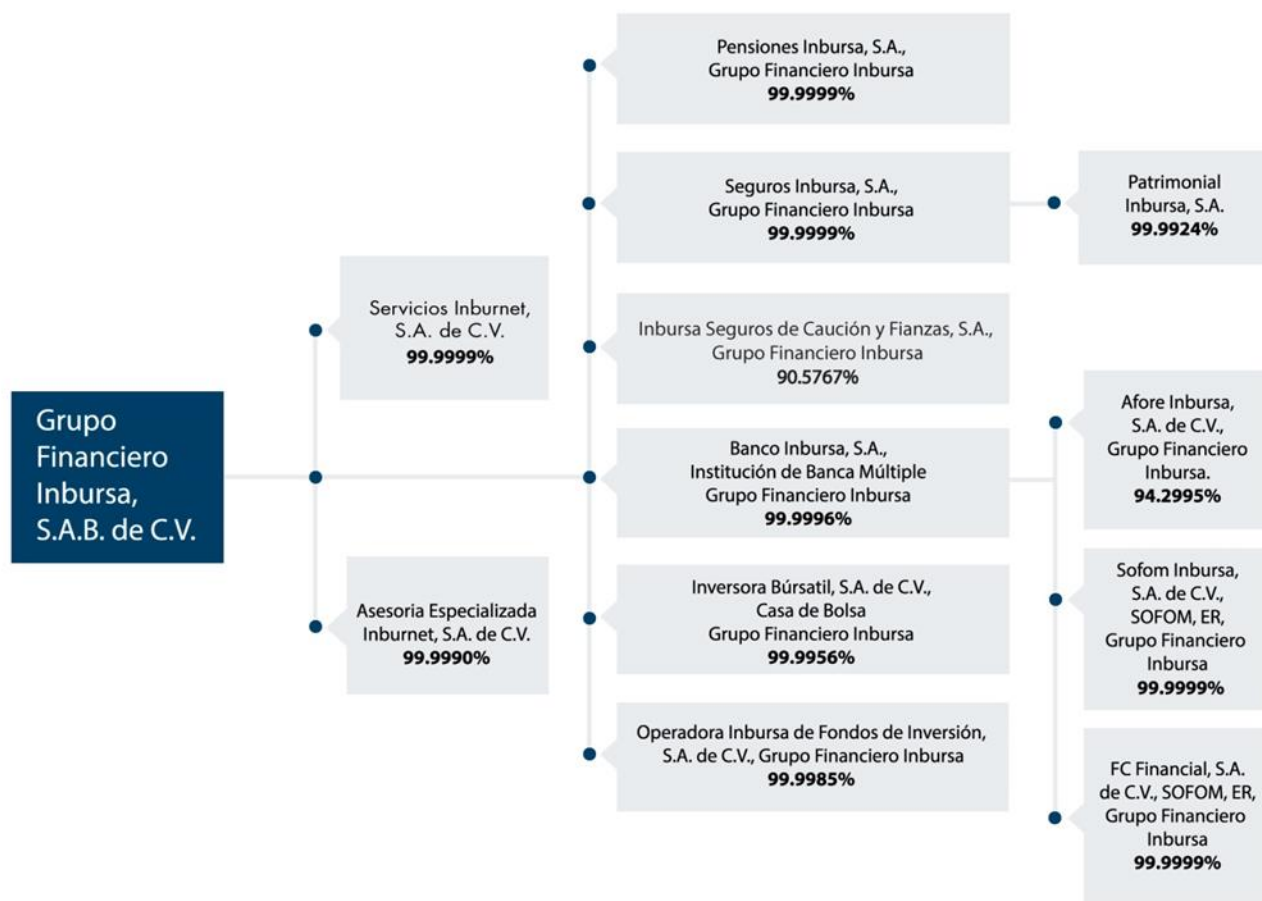 Grupo
Financiero
Inbursa,
S.A.B. de C.V.
Servicios Inburnet,
S.A. de C.V.
99.9999%
Asesoria Especializada
Inburnet, S.A. de C.V.
99.9990%
Pensiones Inbursa, S.A.,
Grupo Financiero Inbursa
99.9999%
Seguros Inbursa, S.A.,
Grupo Financiero Inbursa
99.9999%
Patrimonial
Inbursa, S.A.
99.9924%
Inbursa Seguros de Caución y Fianzas, S.A.,
Grupo Financiero Inbursa
90.5767%
Banco Inbursa, S.A.,
Institución de Banca Múltiple
Grupo Financiero Inbursa
99.9996%
Afore Inbursa,
S.A. de C.V.,
Grupo Financiero
Inbursa.
94.2995%
Sofom Inbursa,
S.A. de C.V.,
SOFOM, ER,
Grupo Financiero
Inbursa
99.9999%
FC Financial, S.A.
de C.V., SOFOM, ER,
Grupo Financiero
Inbursa
99.9999%
Inversora Búrsatil, S.A. de C.V.,
Casa de Bolsa
Grupo Financiero Inbursa
99.9956%
Operadora Inbursa de Fondos de Inversión,
S.A. de C.V., Grupo Financiero Inbursa
99.9985%